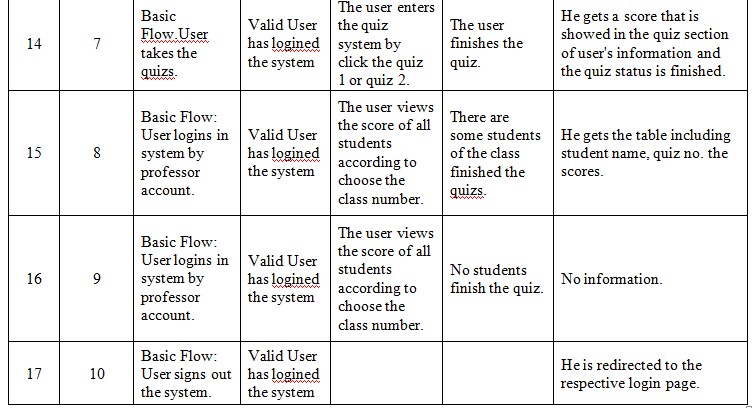 14
7
Basic
Flow.User
takes the
quizs.
Valid User
has logined
the system
The user enters
the quiz
system by
click the quiz
1 or quiz 2.
The user
finishes the
quiz.
He gets a score that is
showed in the quiz section
of user's information and
the quiz status is finished.
15
8
Basic Flow:
User logins in
system by
professor
account.
Valid User
has logined
the system
The user views
the score of all
students
according to
choose the
class number.
There are
some students
of the class
finished the
quizs.
He gets the table including
student name, quiz no. the
scores.
16
9
Basic Flow:
User logins in
system by
professor
account.
Valid User
has logined
the system
The user views
the score of all
students
according to
choose the
class number.
No students
finish the quiz.
No information.
17
10
Basic Flow:
User signs out
the system.
Valid User
has logined
the system
He is redirected to the
respective login page.